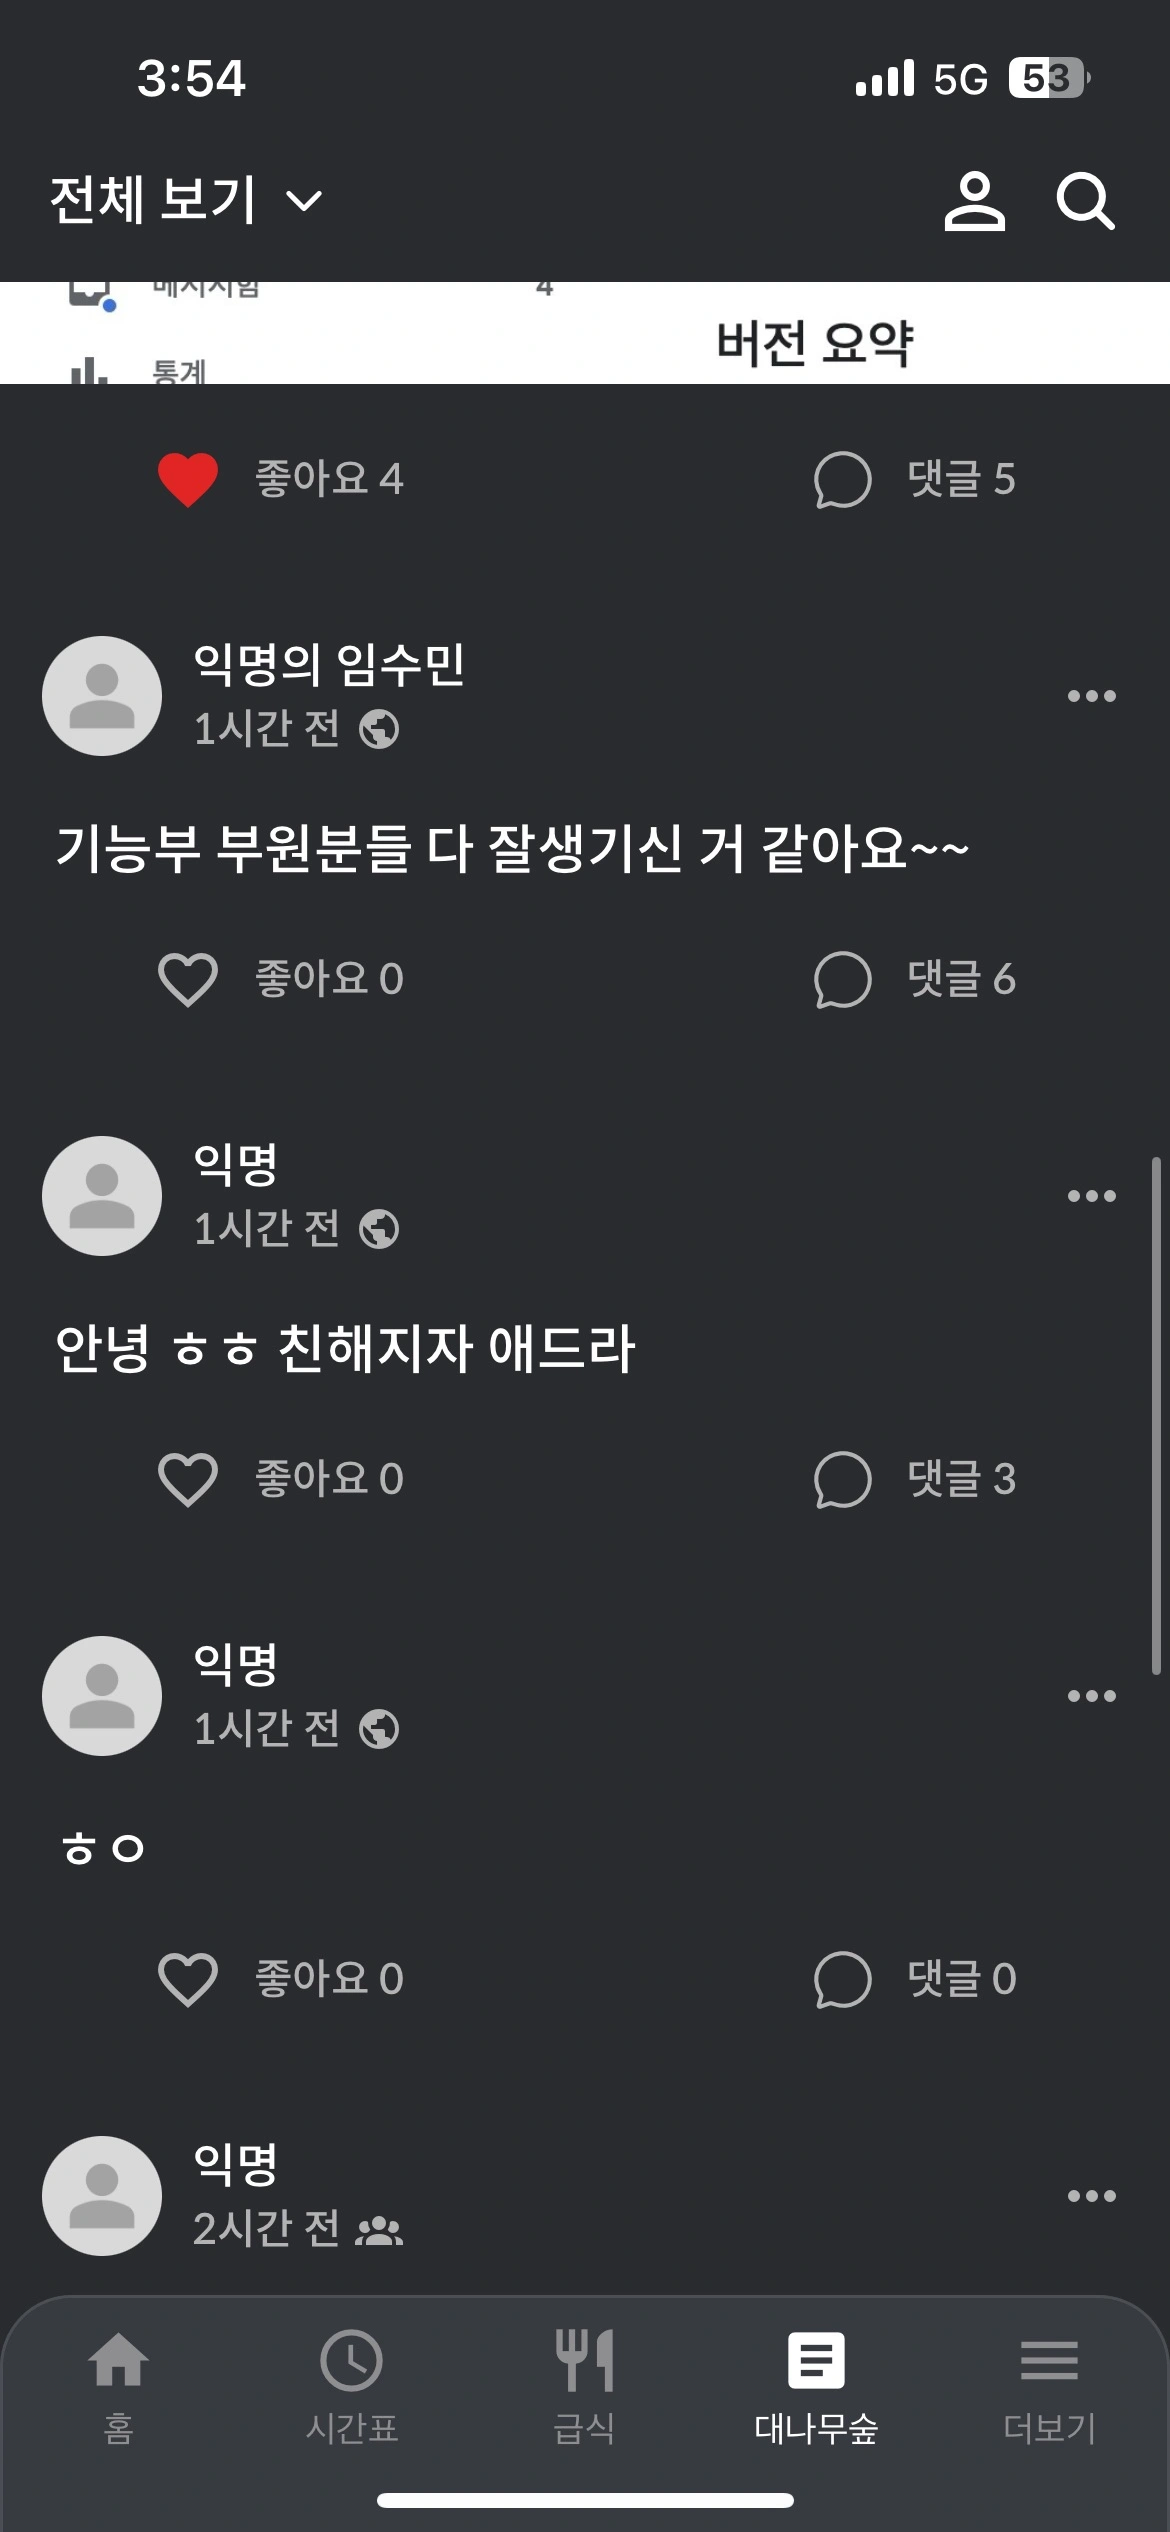 3:54
5G
53
전체 보기
메시지함
4
버전 요약
통계
좋아요 4
댓글 5
익명의 임수민
1시간 전
기능부 부원분들 다 잘생기신 거 같아요~~
좋아요 0
댓글 6
익명
1시간 전
안녕 ㅎㅎ 친해지자 애드라
좋아요 0
댓글 3
익명
1시간 전
ㅎㅇ
좋아요 0
댓글 0
익명
2시간 전
홈
시간표
급식
대나무숲
더보기